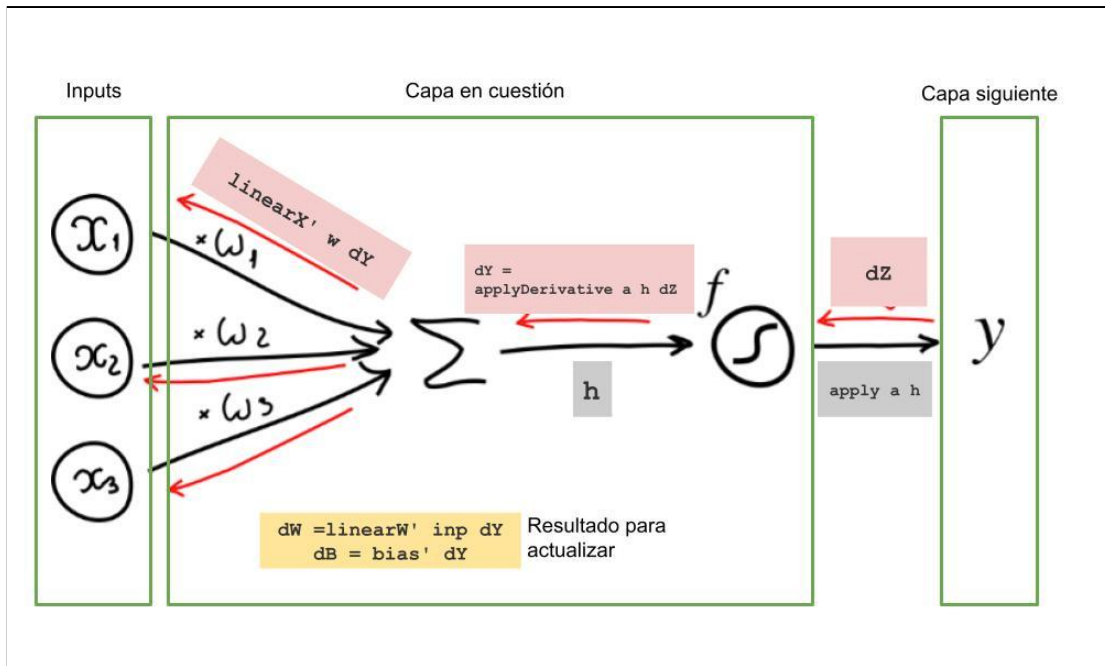 Inputs
Capa en cuestión
Capa siguiente
x1
x2
x3
× ω1
× ω2
× ω3
linearX' w dY
dY =
applyDerivative a h dZ
h
f
dZ
apply a h
y
Σ
dW =linearW' inp dY
dB = bias' dY
Resultado para
actualizar